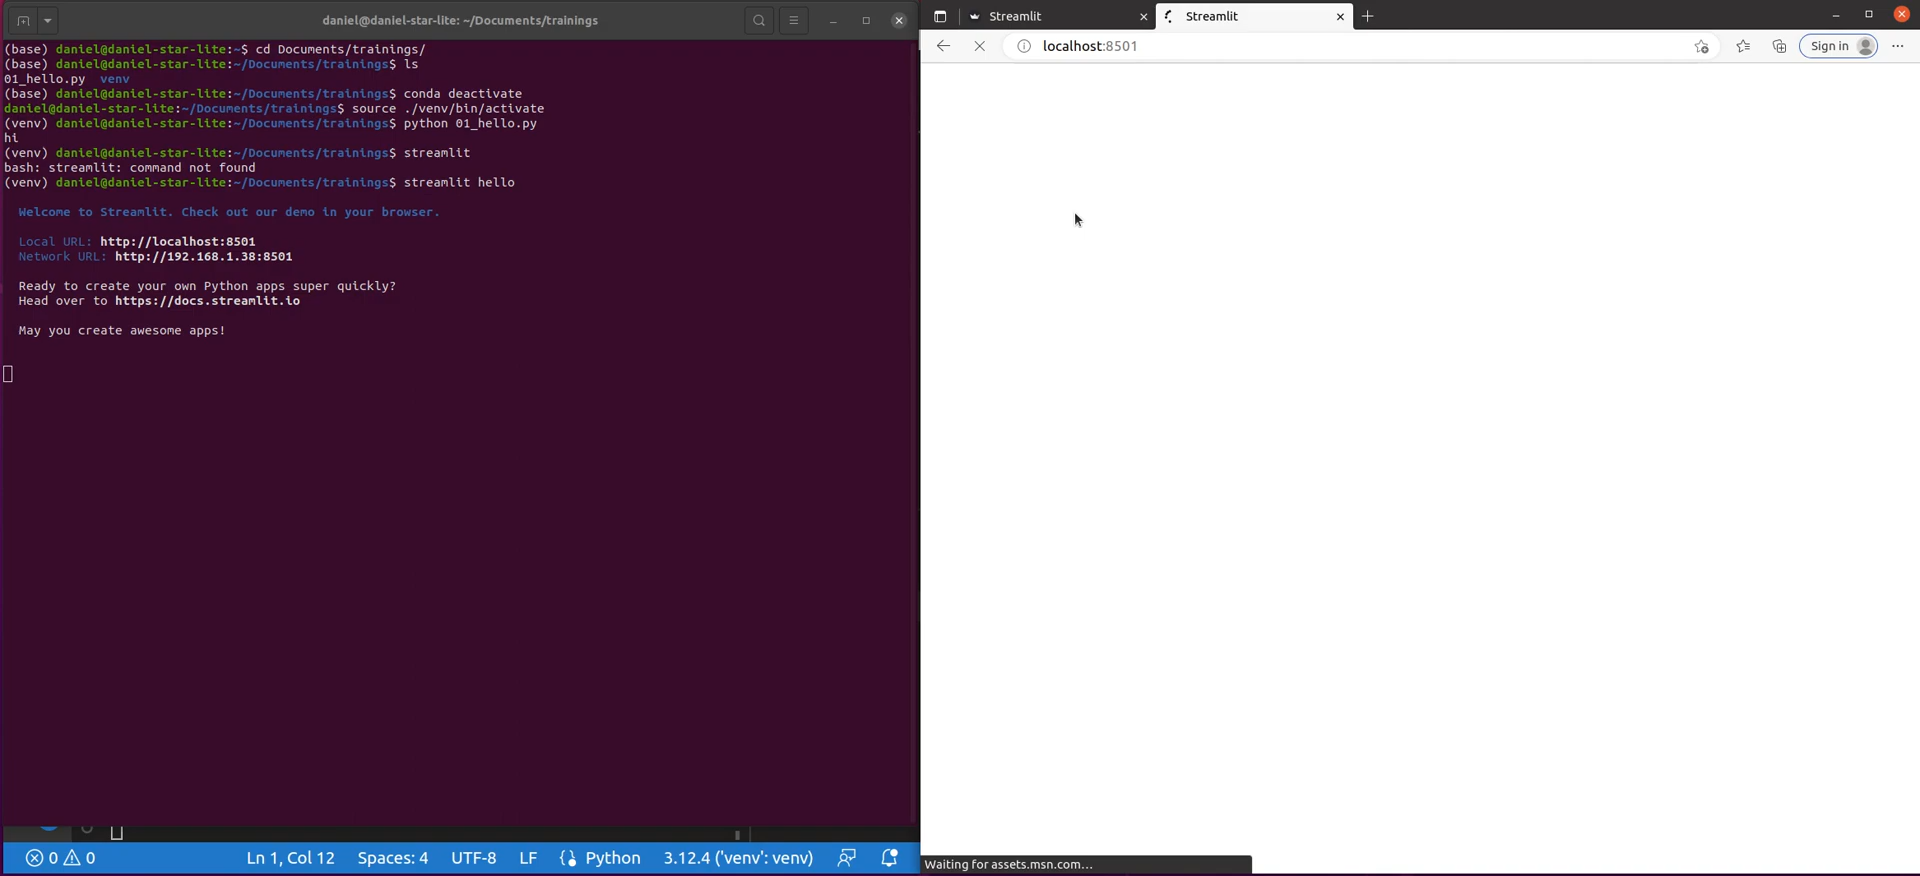 daniel@daniel-star-lite: ~/Documents/trainings
(base) daniel@daniel-star-lite:~$ cd Documents/trainings/
(base) daniel@daniel-star-lite:~/Documents/trainings$ ls
01_hello.py  venv
(base) daniel@daniel-star-lite:~/Documents/trainings$ conda deactivate
daniel@daniel-star-lite:~/Documents/trainings$ source ./venv/bin/activate
(venv) daniel@daniel-star-lite:~/Documents/trainings$ python 01_hello.py
hi
(venv) daniel@daniel-star-lite:~/Documents/trainings$ streamlit
bash: streamlit: command not found
(venv) daniel@daniel-star-lite:~/Documents/trainings$ streamlit hello
Welcome to Streamlit. Check out our demo in your browser.
Local URL: http://localhost:8501
Network URL: http://192.168.1.38:8501
Ready to create your own Python apps super quickly?
Head over to https://docs.streamlit.io
May you create awesome apps!
0 0 Ln 1, Col 12 Spaces: 4 UTF-8 LF Python 3.12.4 ('venv': venv)
Streamlit Streamlit
localhost:8501 Sign in
Waiting for assets.msn.com...